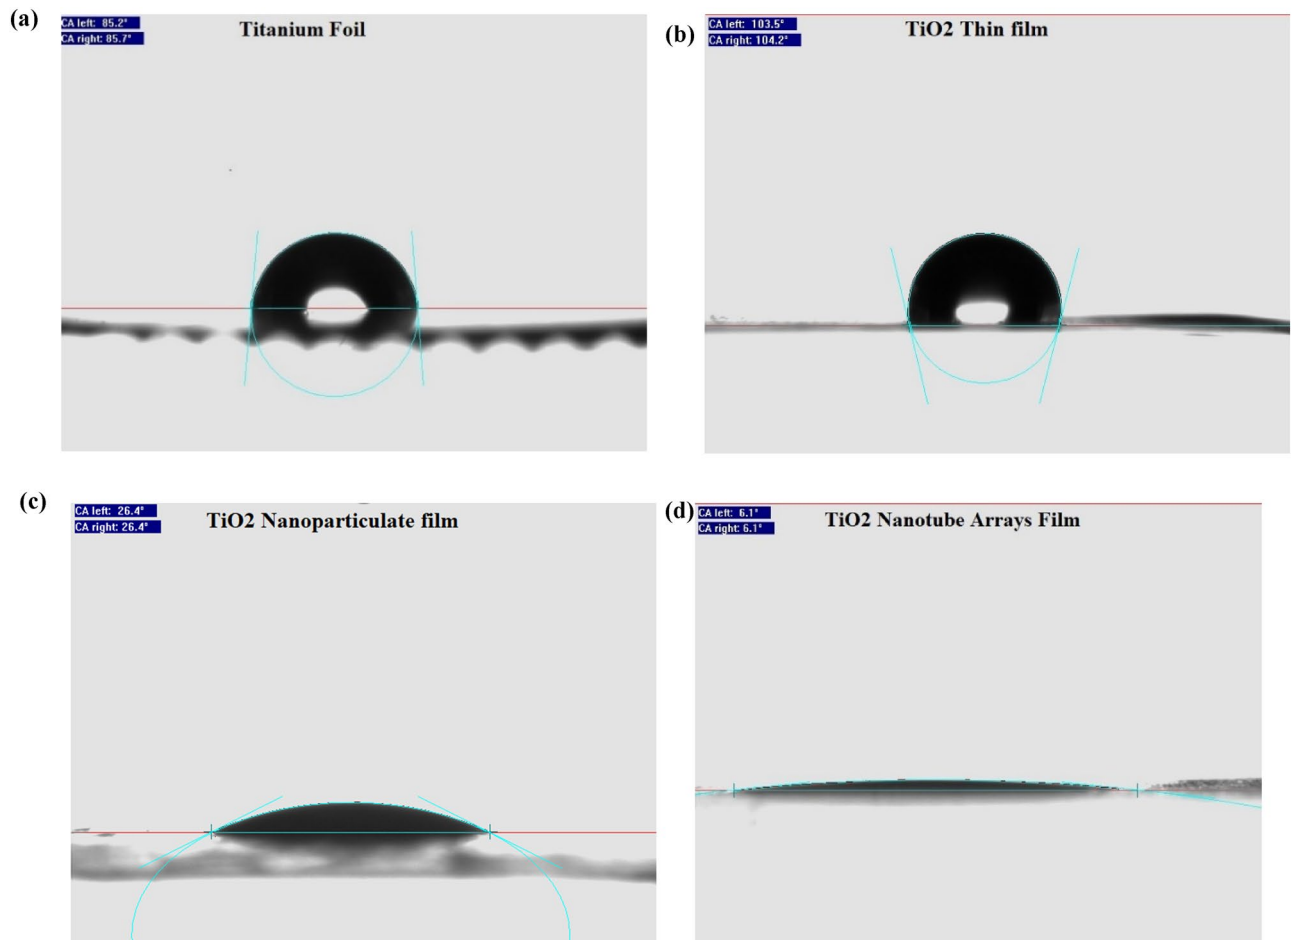 (a)
CA left: 85.2°
CA right: 85.7°
Titanium Foil
(b)
CA left: 103.5°
CA right: 104.2°
TiO2 Thin film
(c)
CA left: 26.4°
CA right: 26.4°
TiO2 Nanoparticulate film
(d)
CA left: 6.1°
CA right: 6.1°
TiO2 Nanotube Arrays Film